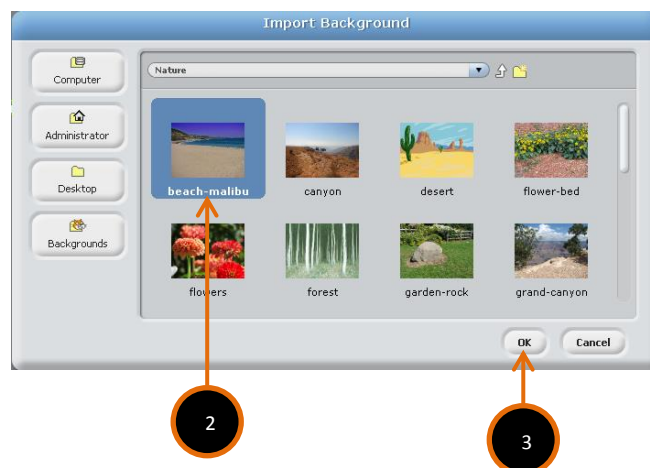 Import Background
Computer
Administrator
Desktop
Backgrounds
Nature
beach-malibu
canyon
desert
flower-bed
flowers
forest
garden-rock
grand-canyon
OK
Cancel
2
3